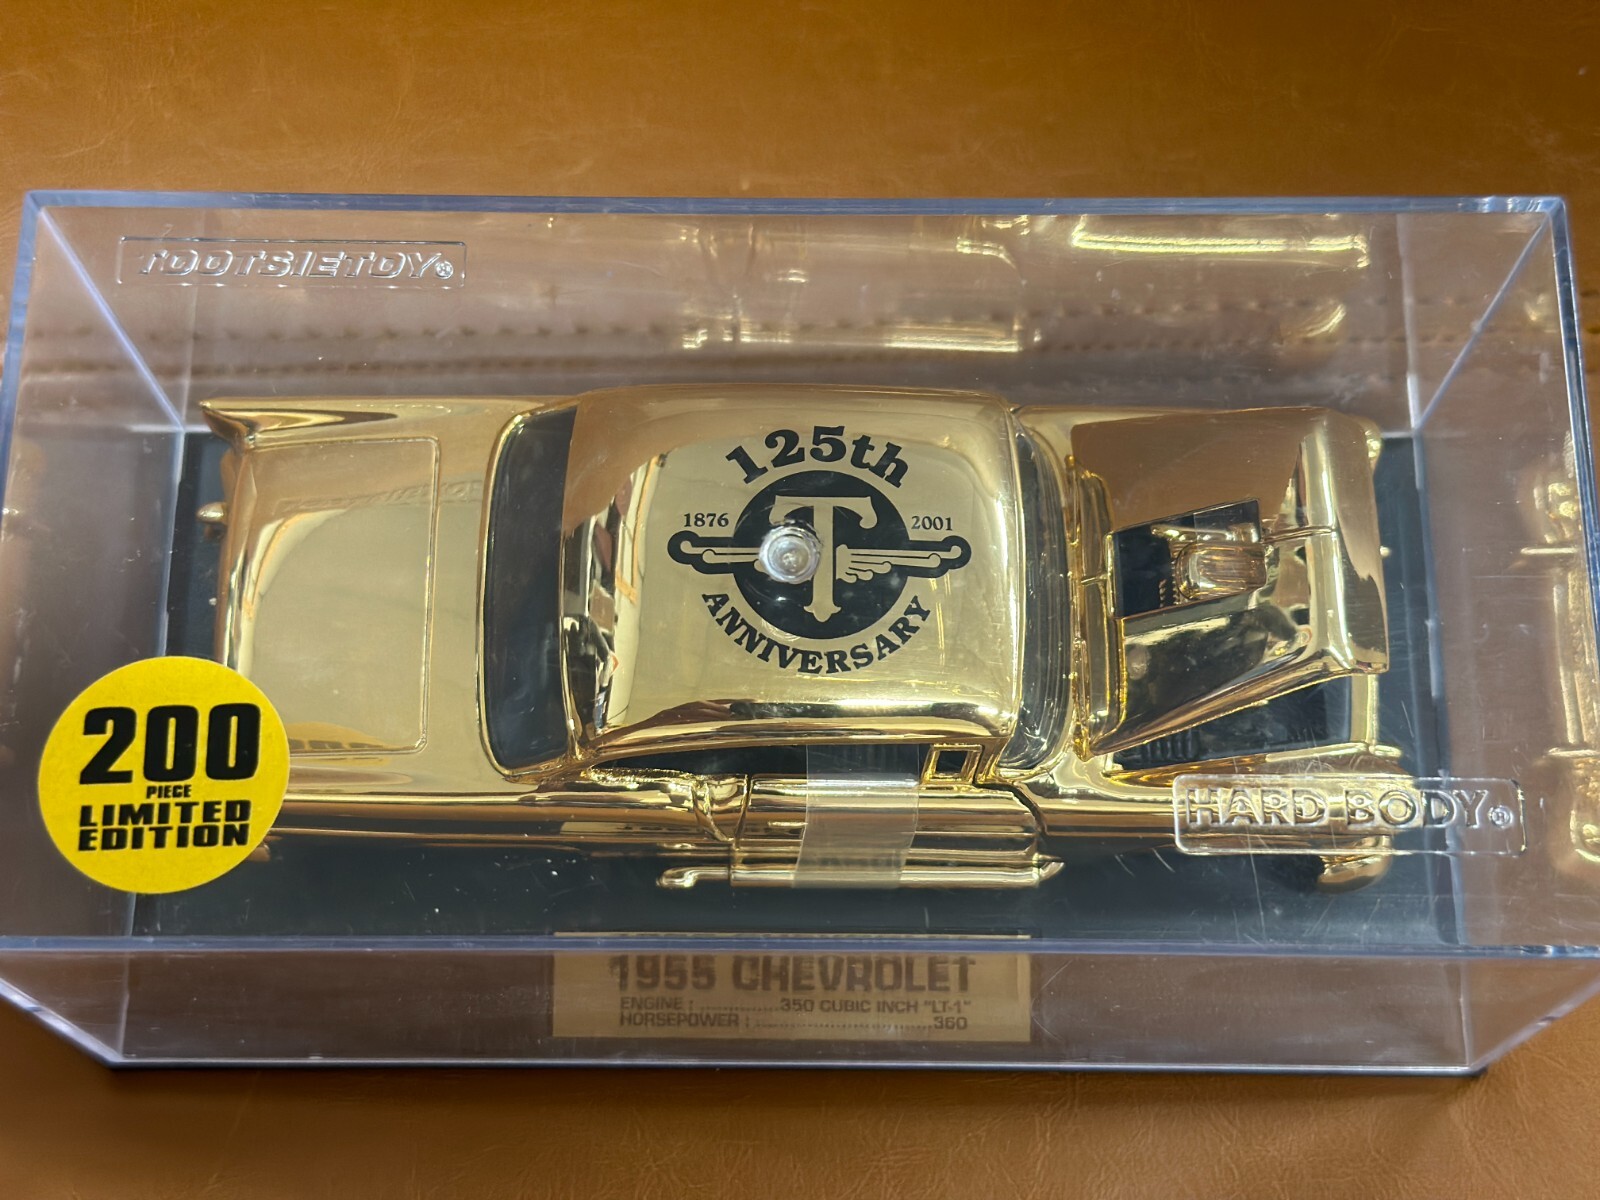 TOOTSIETOY®
125th
1876
T
2001
ANNIVERSARY
200
PIECE
LIMITED
EDITION
HARD BODY®
1955 CHEVROLET
ENGINE : ............350 CUBIC INCH "LT-1"
HORSEPOWER : ..........................360